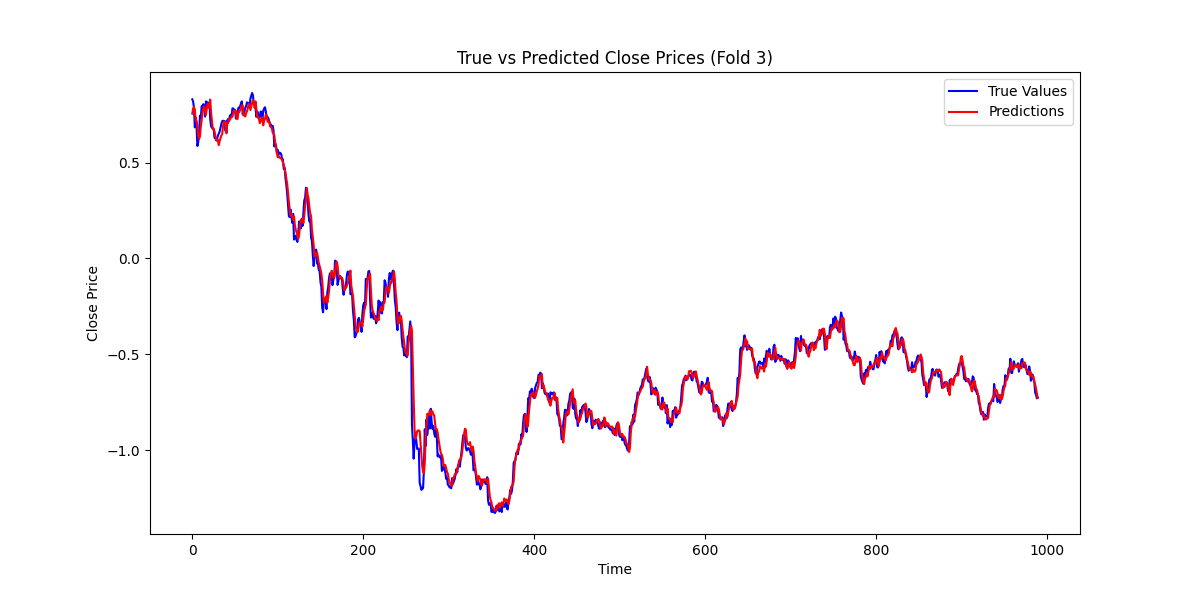 True vs Predicted Close Prices (Fold 3)
True Values
Predictions
Close Price
0.5
0.0
−0.5
−1.0
0 200 400 600 800 1000
Time